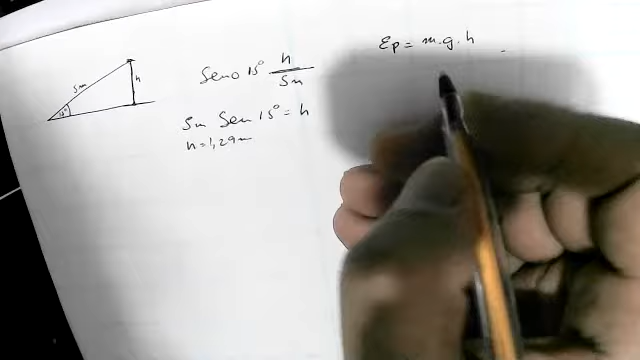 5m
h
15°
Seno 15° h
5m
5m Sen 15° = h
h = 1,29m
Ep = m.g.h